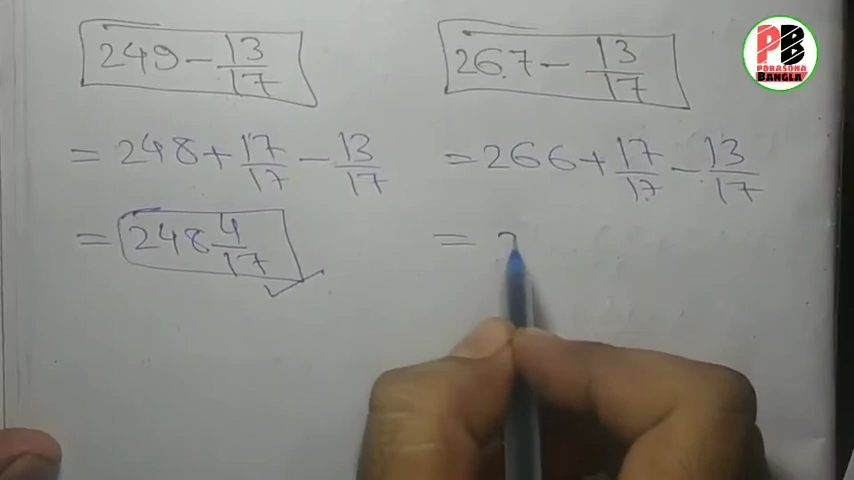 249 - 13/17
= 248 + 17/17 - 13/17
= 248 4/17
267 - 13/17
= 266 + 17/17 - 13/17
=
PB
PORASONA
BANGLA